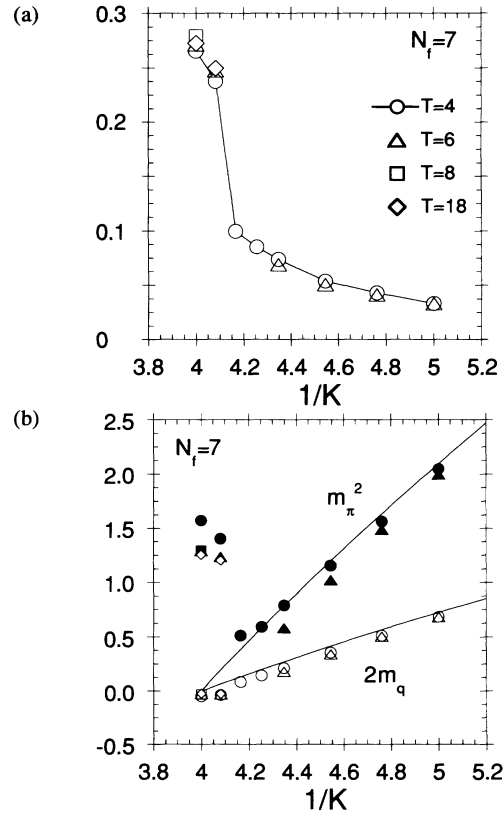 (a)
0.3
N_f=7
T=4
T=6
0.2
T=8
T=18
0.1
0
3.8 4 4.2 4.4 4.6 4.8 5 5.2
1/K
(b)
2.5
N_f=7
2.0
m_π^2
1.5
1.0
0.5
2m_q
0.0
-0.5
3.8 4 4.2 4.4 4.6 4.8 5 5.2
1/K